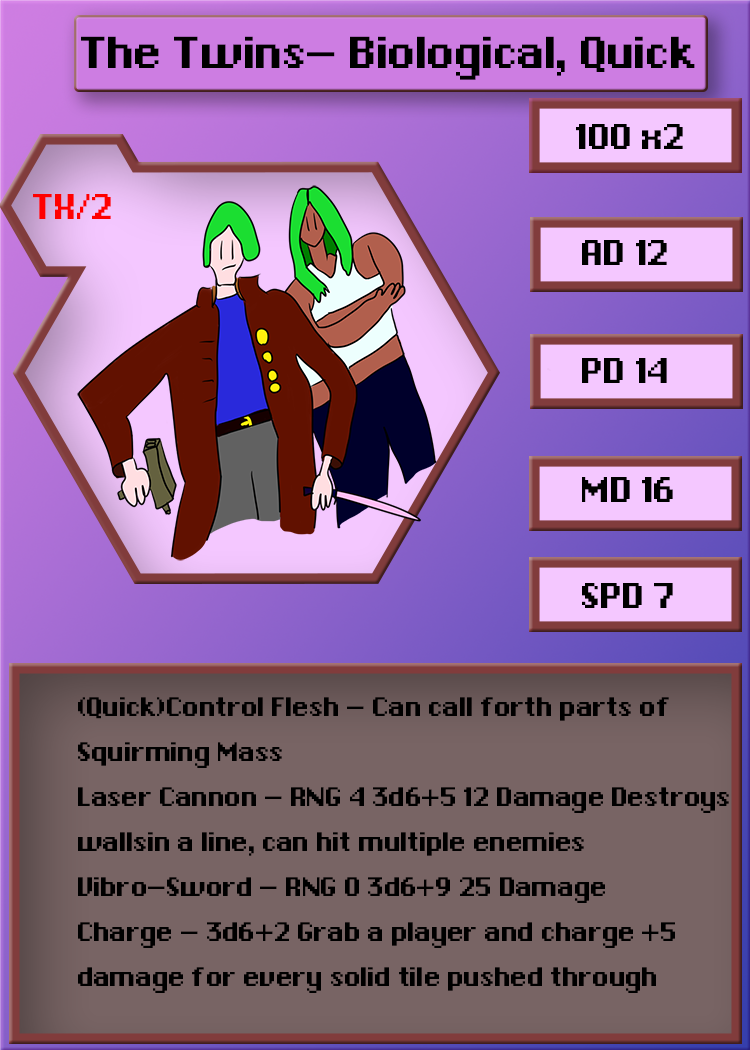 The Twins- Biological, Quick
100 x2
TH/2
AD 12
PD 14
MD 16
SPD 7
(Quick)Control Flesh - Can call forth parts of
Squirming Mass
Laser Cannon - RNG 4 3d6+5 12 Damage Destroys
wallsin a line, can hit multiple enemies
Vibro-Sword - RNG 0 3d6+9 25 Damage
Charge - 3d6+2 Grab a player and charge +5
damage for every solid tile pushed through